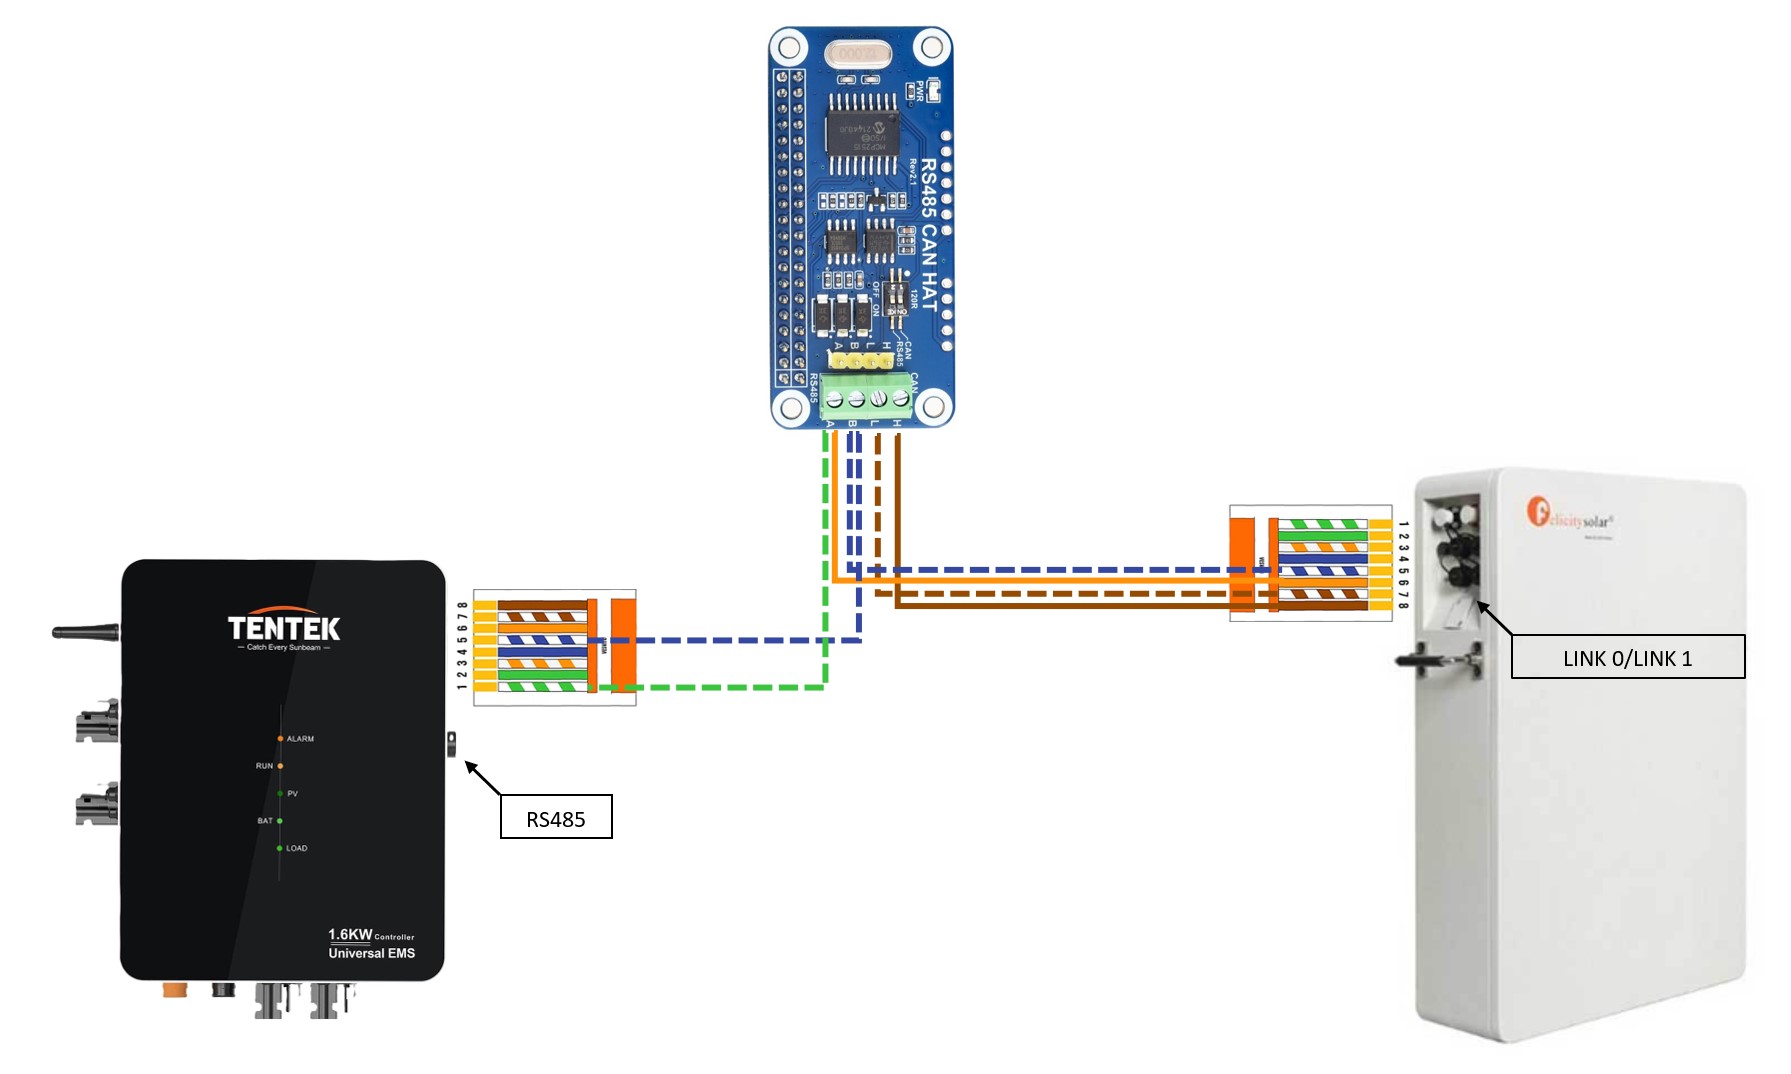 PWR
Rev2.1
RS485 CAN HAT
MCP2515
OFF ON
120R
CAN
RS485
A B L H
RS485
CAN
A B L H
felicitysolar®
1
2
3
4
5
6
7
8
LINK 0/LINK 1
TENTEK
— Catch Every Sunbeam —
8
7
6
5
4
3
2
1
ALARM
RUN
PV
BAT
LOAD
RS485
1.6KW Controller
Universal EMS